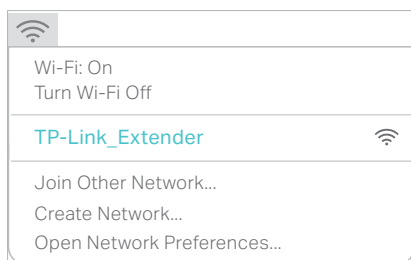 Wi-Fi: On
Turn Wi-Fi Off
TP-Link_Extender
Join Other Network...
Create Network...
Open Network Preferences...